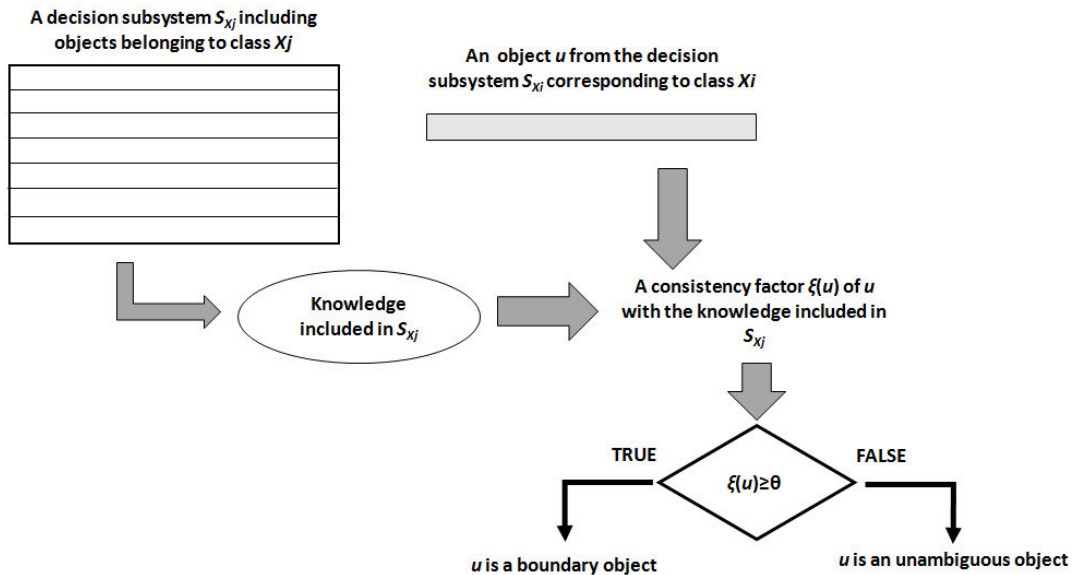 A decision subsystem S_Xj including
objects belonging to class Xj
An object u from the decision
subsystem S_Xi corresponding to class Xi
Knowledge
included in S_Xj
A consistency factor ξ(u) of u
with the knowledge included in
S_Xj
TRUE
FALSE
ξ(u)≥θ
u is a boundary object
u is an unambiguous object